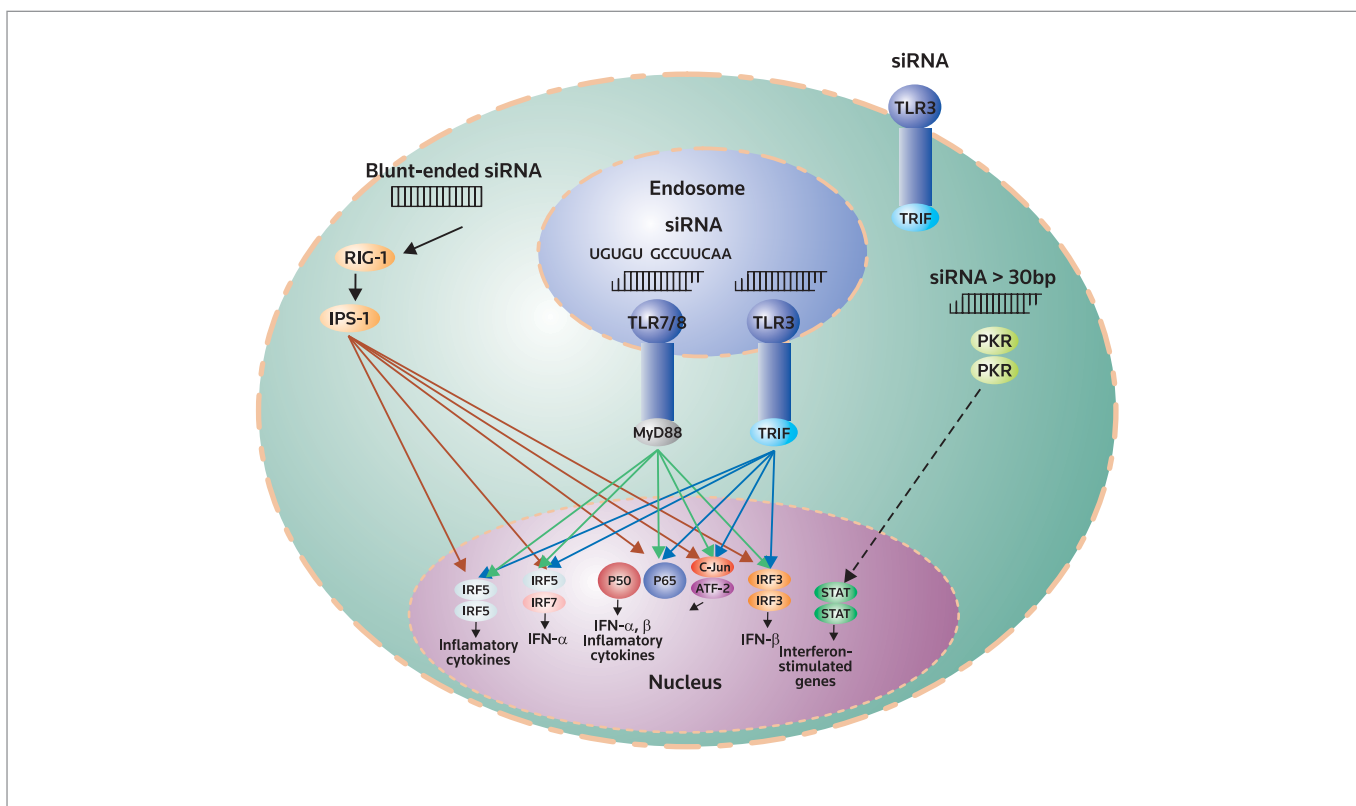 siRNA
TLR3
TRIF
Blunt-ended siRNA
RIG-1
IPS-1
Endosome
siRNA
UGUGU GCCUUCAA
TLR7/8
TLR3
MyD88
TRIF
siRNA > 30bp
PKR
PKR
IRF5
IRF5
Inflamatory
cytokines
IRF5
IRF7
IFN-α
P50
P65
IFN-α, β
Inflamatory
cytokines
C-Jun
ATF-2
IRF3
IRF3
IFN-β
STAT
STAT
Interferon-
stimulated
genes
Nucleus